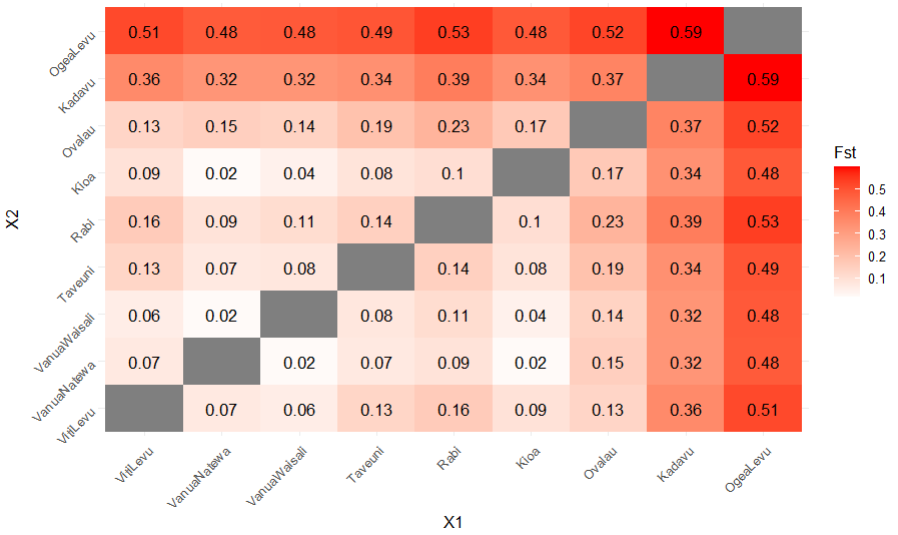 OgeaLevu 0.51 0.48 0.48 0.49 0.53 0.48 0.52 0.59
Kadavu 0.36 0.32 0.32 0.34 0.39 0.34 0.37 0.59
Ovalau 0.13 0.15 0.14 0.19 0.23 0.17 0.37 0.52
Kioa 0.09 0.02 0.04 0.08 0.1 0.17 0.34 0.48
Rabi 0.16 0.09 0.11 0.14 0.1 0.23 0.39 0.53
Taveuni 0.13 0.07 0.08 0.14 0.08 0.19 0.34 0.49
VanuaWaisali 0.06 0.02 0.08 0.11 0.04 0.14 0.32 0.48
VanuaNatewa 0.07 0.02 0.07 0.09 0.02 0.15 0.32 0.48
VitiLevu 0.07 0.06 0.13 0.16 0.09 0.13 0.36 0.51
VitiLevu VanuaNatewa VanuaWaisali Taveuni Rabi Kioa Ovalau Kadavu OgeaLevu
X1
X2
Fst
0.5
0.4
0.3
0.2
0.1